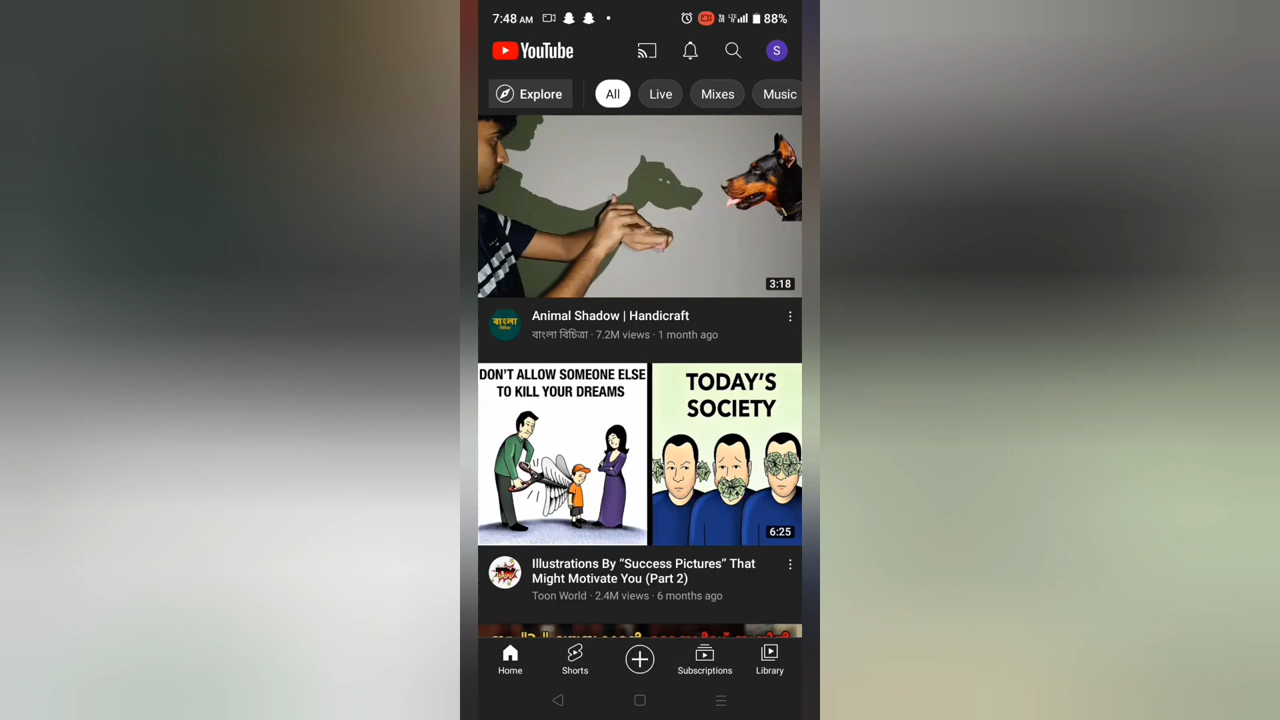 7:48 AM
88%
YouTube
S
Explore
All
Live
Mixes
Music
3:18
বাংলা
বিচিত্রা
Animal Shadow | Handicraft
বাংলা বিচিত্রা · 7.2M views · 1 month ago
DON'T ALLOW SOMEONE ELSE
TO KILL YOUR DREAMS
TODAY'S
SOCIETY
6:25
Illustrations By “Success Pictures” That
Might Motivate You (Part 2)
Toon World · 2.4M views · 6 months ago
Home
Shorts
Subscriptions
Library